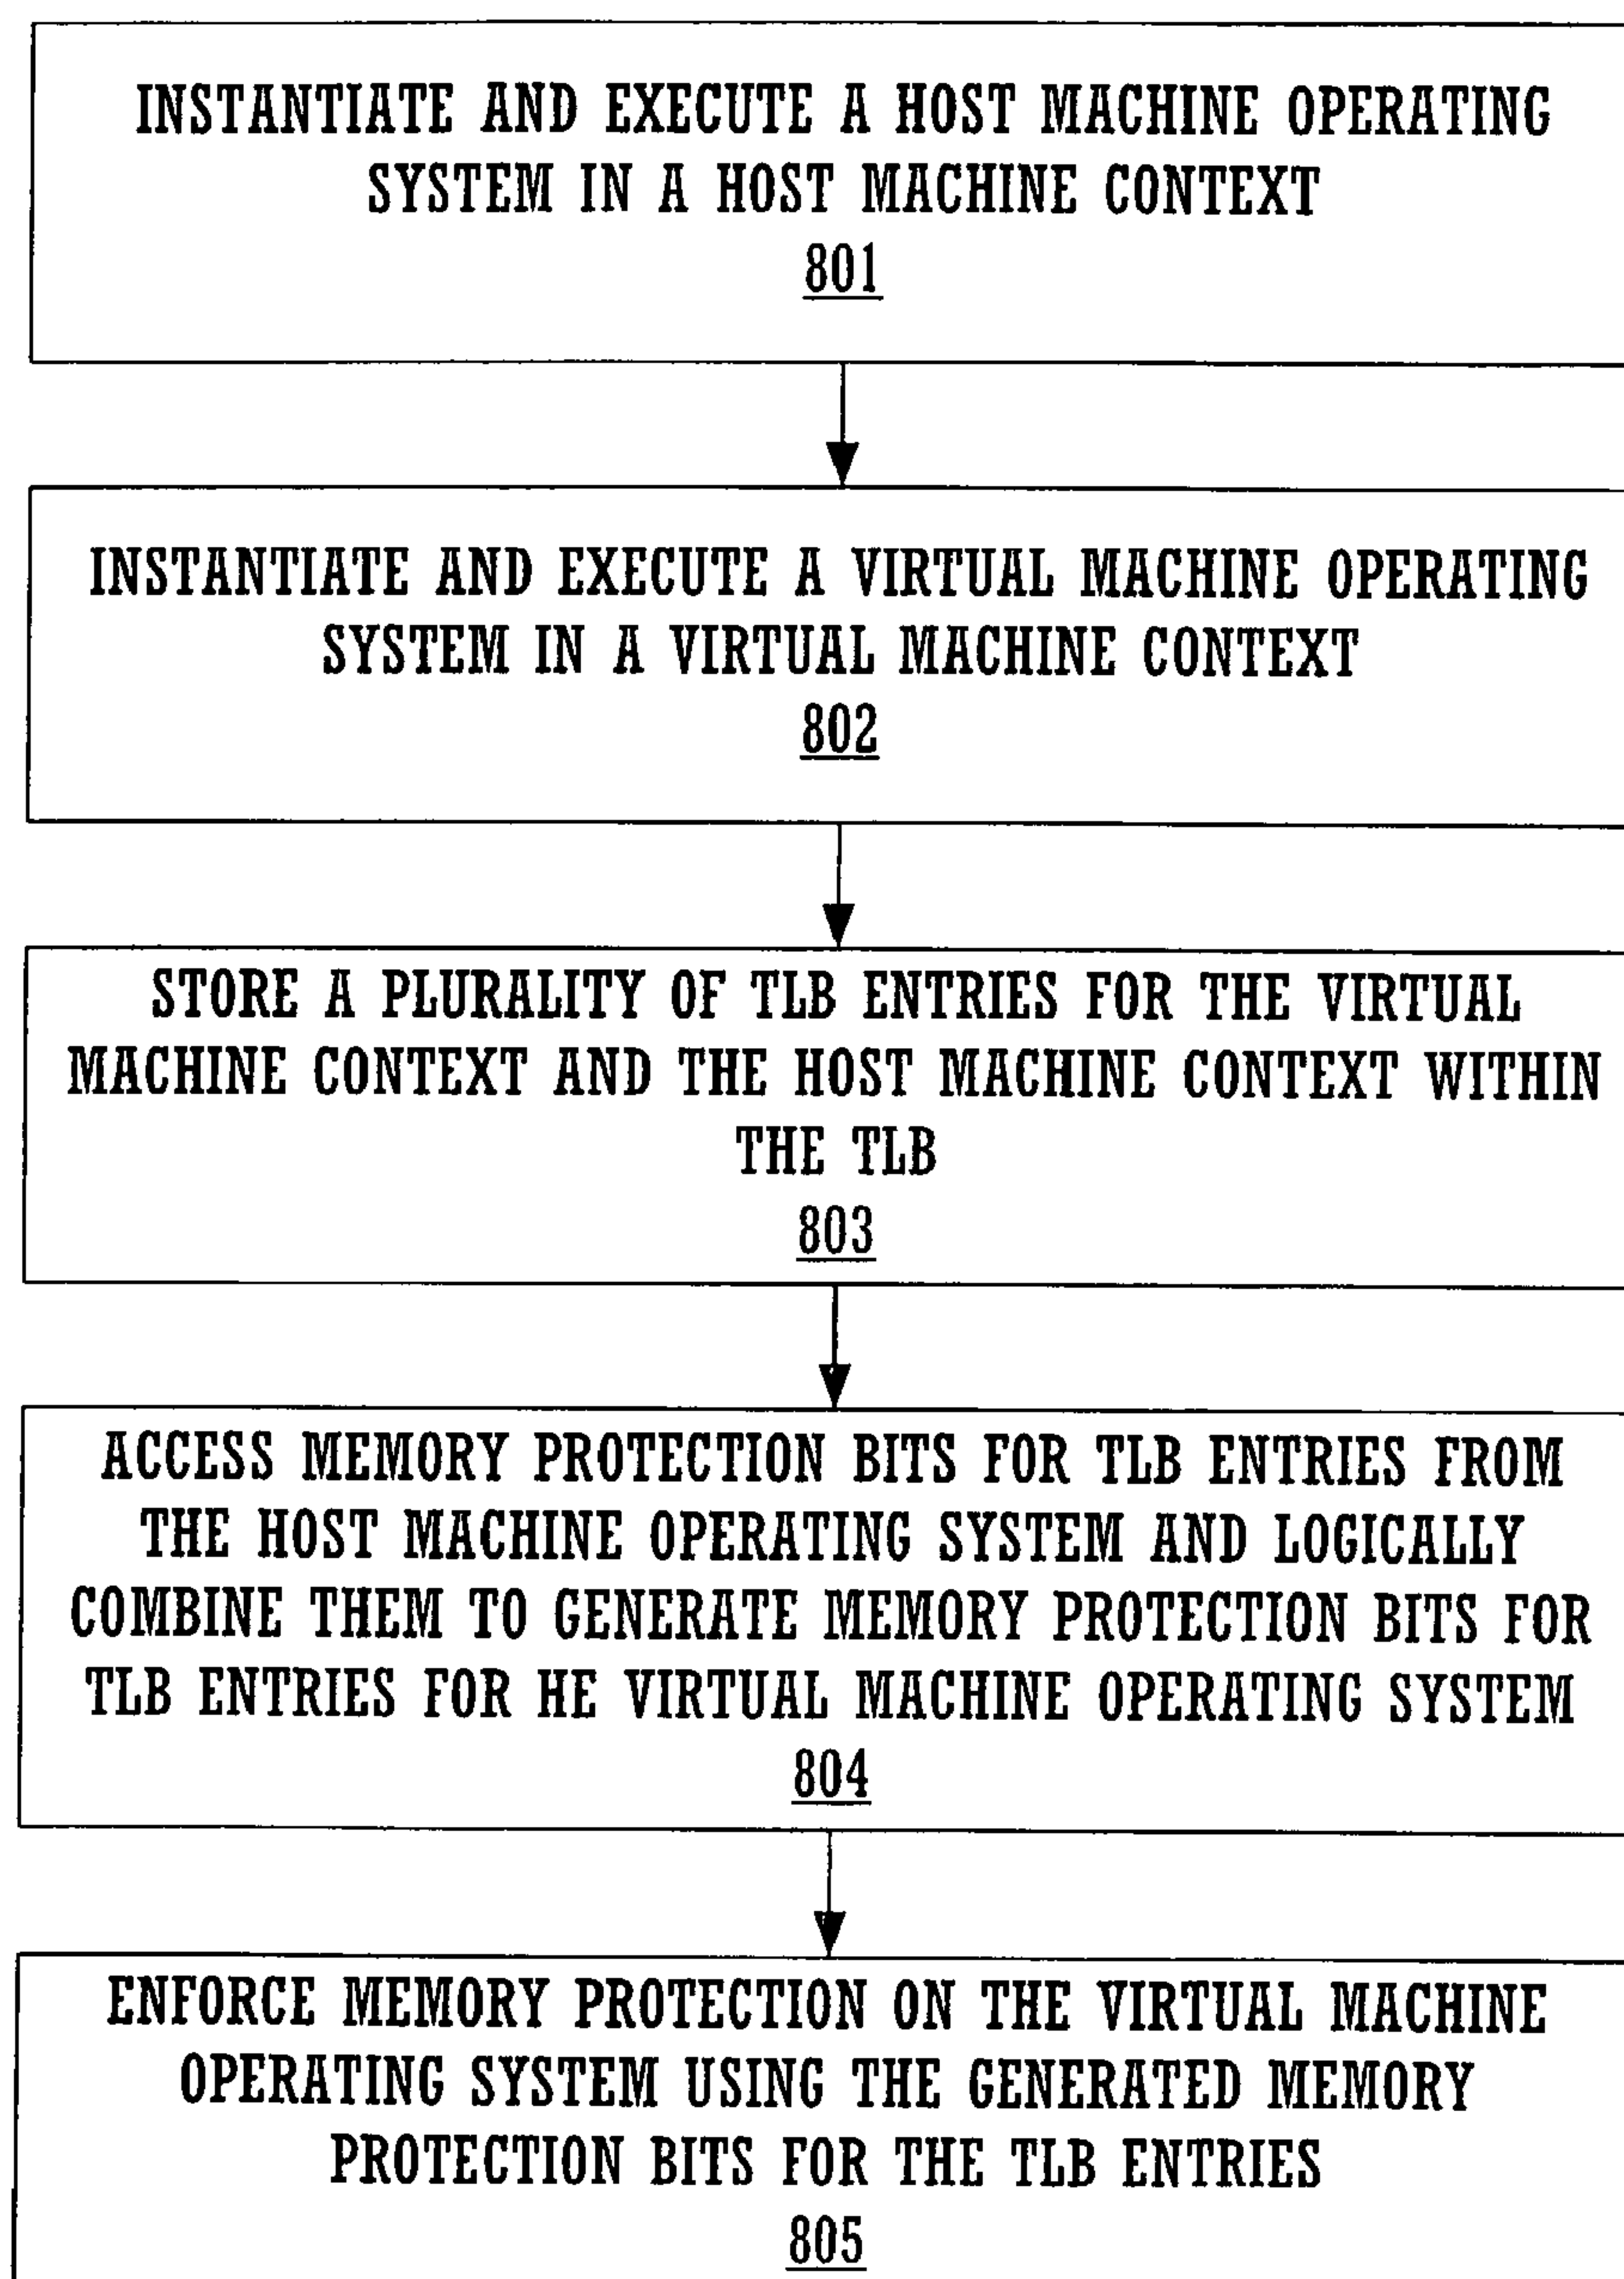 INSTANTIATE AND EXECUTE A HOST MACHINE OPERATING
SYSTEM IN A HOST MACHINE CONTEXT
801
INSTANTIATE AND EXECUTE A VIRTUAL MACHINE OPERATING
SYSTEM IN A VIRTUAL MACHINE CONTEXT
802
STORE A PLURALITY OF TLB ENTRIES FOR THE VIRTUAL
MACHINE CONTEXT AND THE HOST MACHINE CONTEXT WITHIN
THE TLB
803
ACCESS MEMORY PROTECTION BITS FOR TLB ENTRIES FROM
THE HOST MACHINE OPERATING SYSTEM AND LOGICALLY
COMBINE THEM TO GENERATE MEMORY PROTECTION BITS FOR
TLB ENTRIES FOR HE VIRTUAL MACHINE OPERATING SYSTEM
804
ENFORCE MEMORY PROTECTION ON THE VIRTUAL MACHINE
OPERATING SYSTEM USING THE GENERATED MEMORY
PROTECTION BITS FOR THE TLB ENTRIES
805